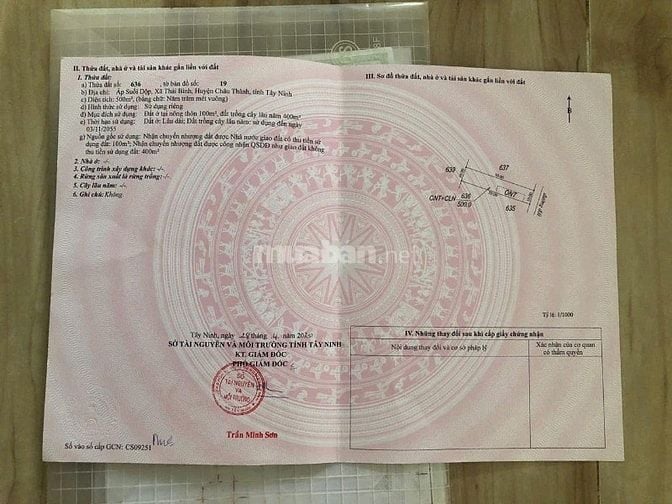 II. Thửa đất, nhà ở và tài sản khác gắn liền với đất
1. Thửa đất:
a) Thửa đất số: 636, tờ bản đồ số: 19
b) Địa chỉ: Ấp Suối Dộp, Xã Thái Bình, Huyện Châu Thành, tỉnh Tây Ninh
c) Diện tích: 500m², (bằng chữ: Năm trăm mét vuông)
d) Hình thức sử dụng: Sử dụng riêng
đ) Mục đích sử dụng: Đất ở tại nông thôn 100m², đất trồng cây lâu năm 400m²
e) Thời hạn sử dụng: Đất ở: Lâu dài; Đất trồng cây lâu năm: sử dụng đến ngày
03/11/2055
g) Nguồn gốc sử dụng: Nhận chuyển nhượng đất được Nhà nước giao đất có thu tiền sử
dụng đất: 100m²; Nhận chuyển nhượng đất được công nhận QSDĐ như giao đất không
thu tiền sử dụng đất: 400m²
2. Nhà ở: -/-
3. Công trình xây dựng khác: -/-
4. Rừng sản xuất là rừng trồng: -/-
5. Cây lâu năm: -/-
6. Ghi chú: Không
Tây Ninh, ngày tháng năm
SỞ TÀI NGUYÊN VÀ MÔI TRƯỜNG TỈNH TÂY NINH
KT. GIÁM ĐỐC
PHÓ GIÁM ĐỐC
SỞ
TÀI NGUYÊN
VÀ
MÔI TRƯỜNG
Trần Minh Sơn
Số vào sổ cấp GCN: CS09251
III. Sơ đồ thửa đất, nhà ở và tài sản khác gắn liền với đất
B
639
637
ONT
ONT+CLN
636
500,0
635
muaban.net
Tỷ lệ: 1/1000
IV. Những thay đổi sau khi cấp giấy chứng nhận
Nội dung thay đổi và cơ sở pháp lý
Xác nhận của cơ quan
có thẩm quyền